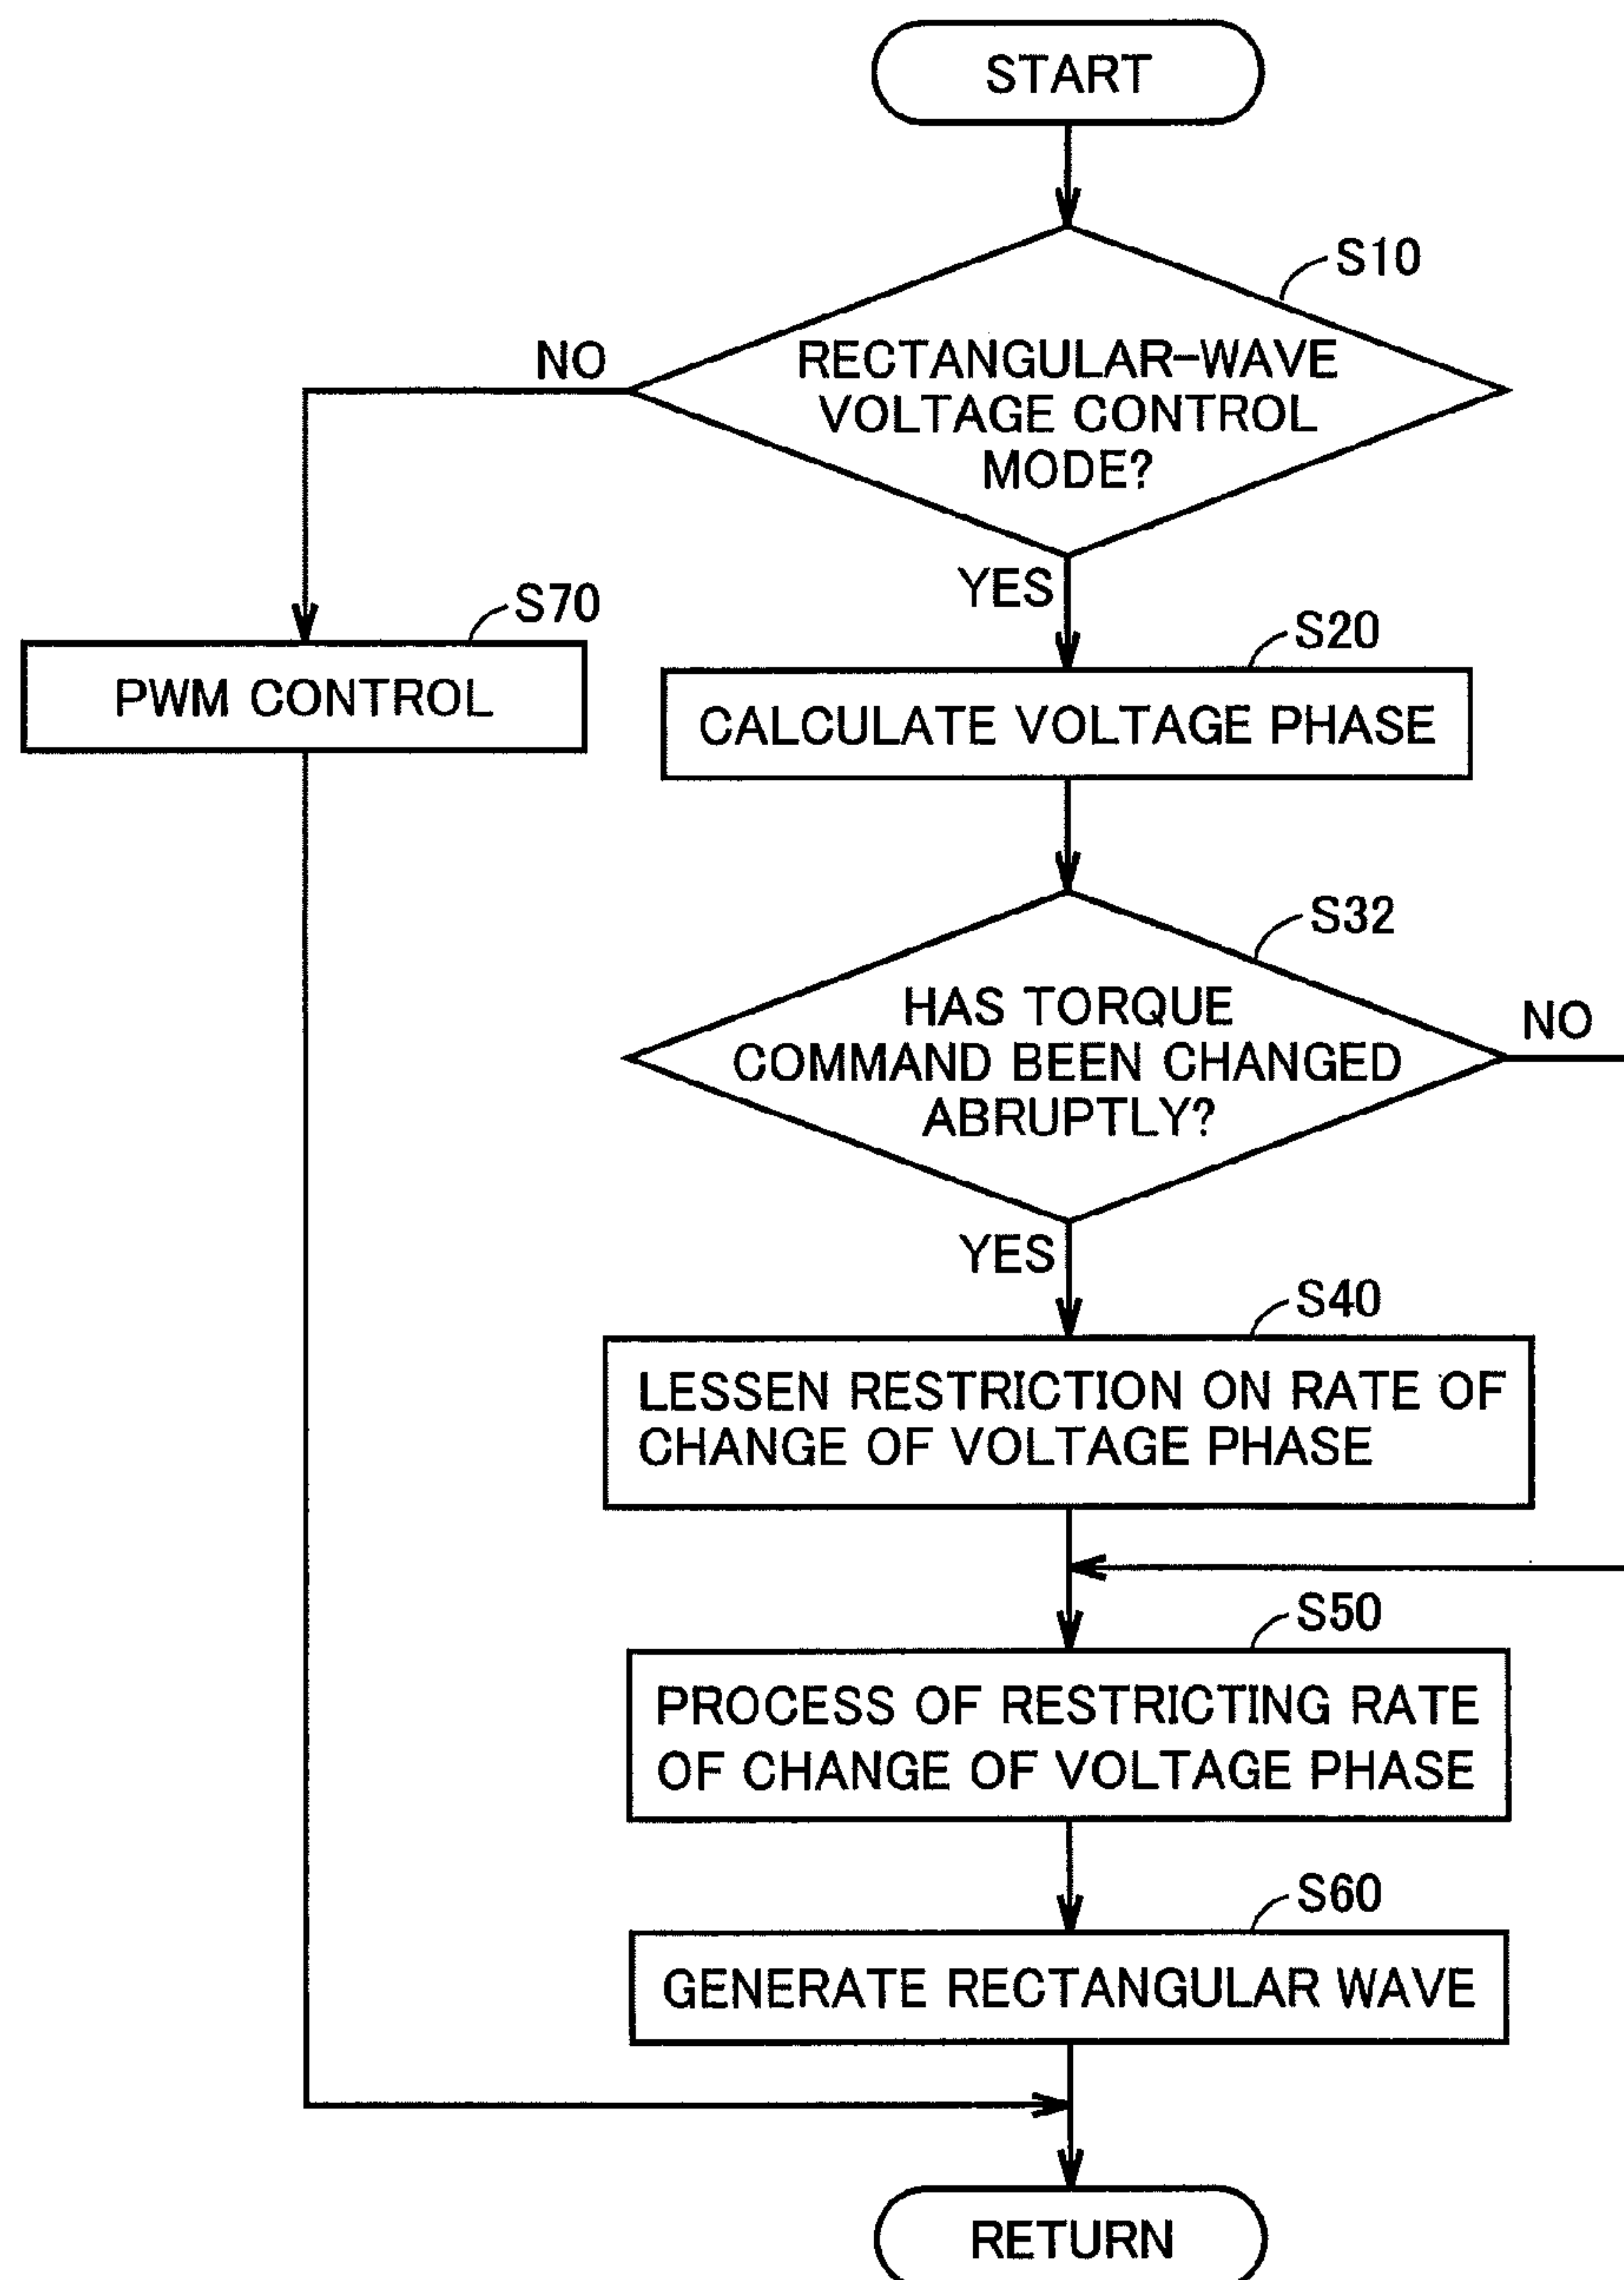 START
S10
NO
RECTANGULAR-WAVE
VOLTAGE CONTROL
MODE?
YES
S70
PWM CONTROL
S20
CALCULATE VOLTAGE PHASE
S32
HAS TORQUE
COMMAND BEEN CHANGED
ABRUPTLY?
NO
YES
S40
LESSEN RESTRICTION ON RATE OF
CHANGE OF VOLTAGE PHASE
S50
PROCESS OF RESTRICTING RATE
OF CHANGE OF VOLTAGE PHASE
S60
GENERATE RECTANGULAR WAVE
RETURN